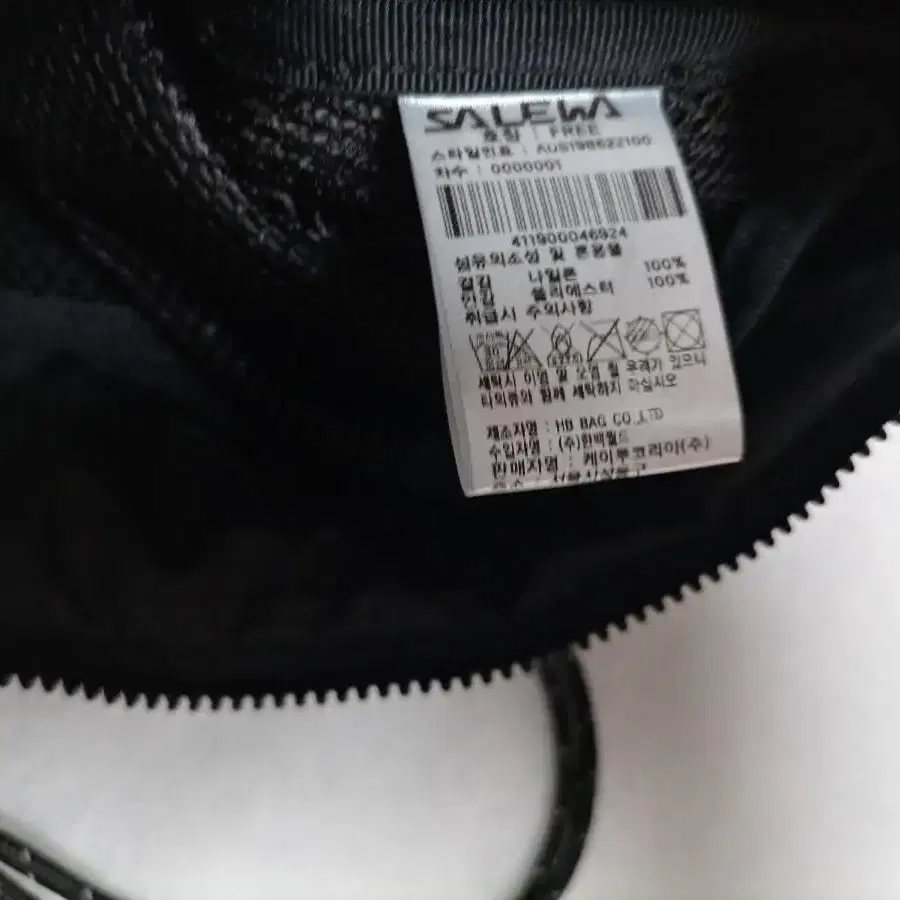 SALEWA
호칭 : FREE
스타일번호 : AUS19B622100
차수 : 0000001
411900046924
섬유의조성 및 혼용율
겉감 나일론 100%
안감 폴리에스터 100%
취급시 주의사항
세탁시 이염 및 오염 될 우려가 있으니
타의류와 함께 세탁하지 마십시오
제조자명 : HB BAG CO.,LTD
수입자명 : (주)한백월드
판매자명 : 케이투코리아(주)